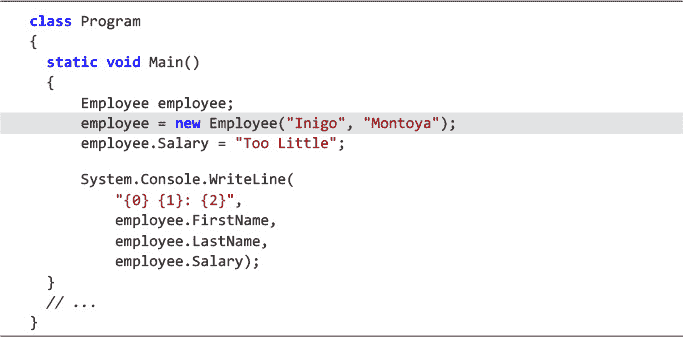 class Program
{
  static void Main()
  {
      Employee employee;
      employee = new Employee("Inigo", "Montoya");
      employee.Salary = "Too Little";

      System.Console.WriteLine(
          "{0} {1}: {2}",
          employee.FirstName,
          employee.LastName,
          employee.Salary);
  }
  // ...
}